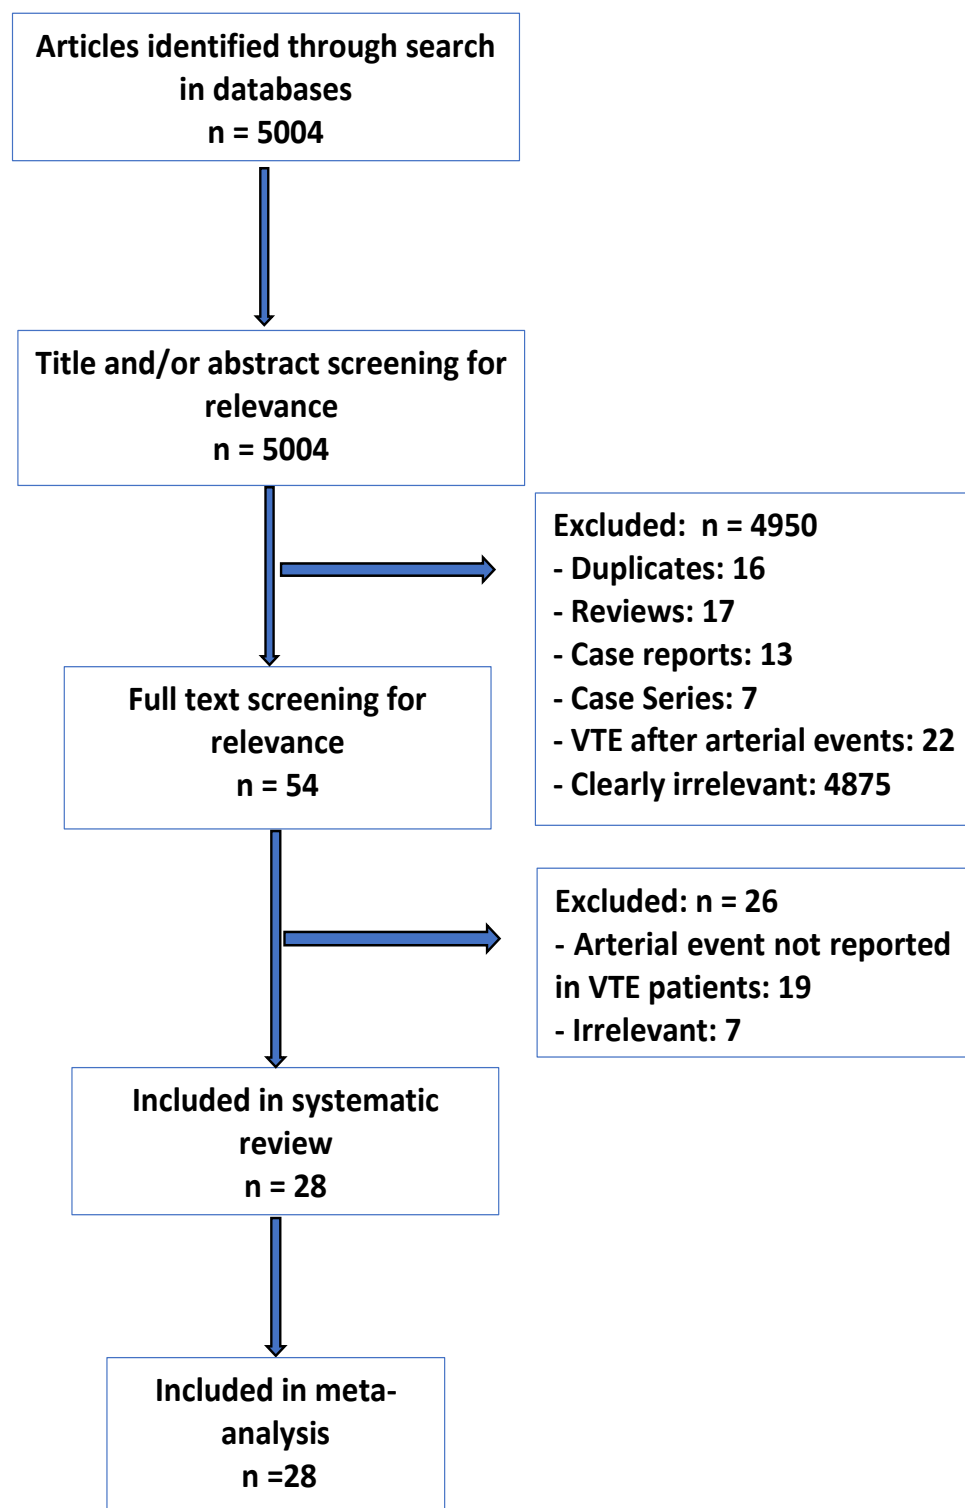 Articles identified through search
in databases
n = 5004
Title and/or abstract screening for
relevance
n = 5004
Excluded:  n = 4950
- Duplicates: 16
- Reviews: 17
- Case reports: 13
- Case Series: 7
- VTE after arterial events: 22
- Clearly irrelevant: 4875
Full text screening for
relevance
n = 54
Excluded: n = 26
- Arterial event not reported
in VTE patients: 19
- Irrelevant: 7
Included in systematic
review
n = 28
Included in meta-
analysis
n =28